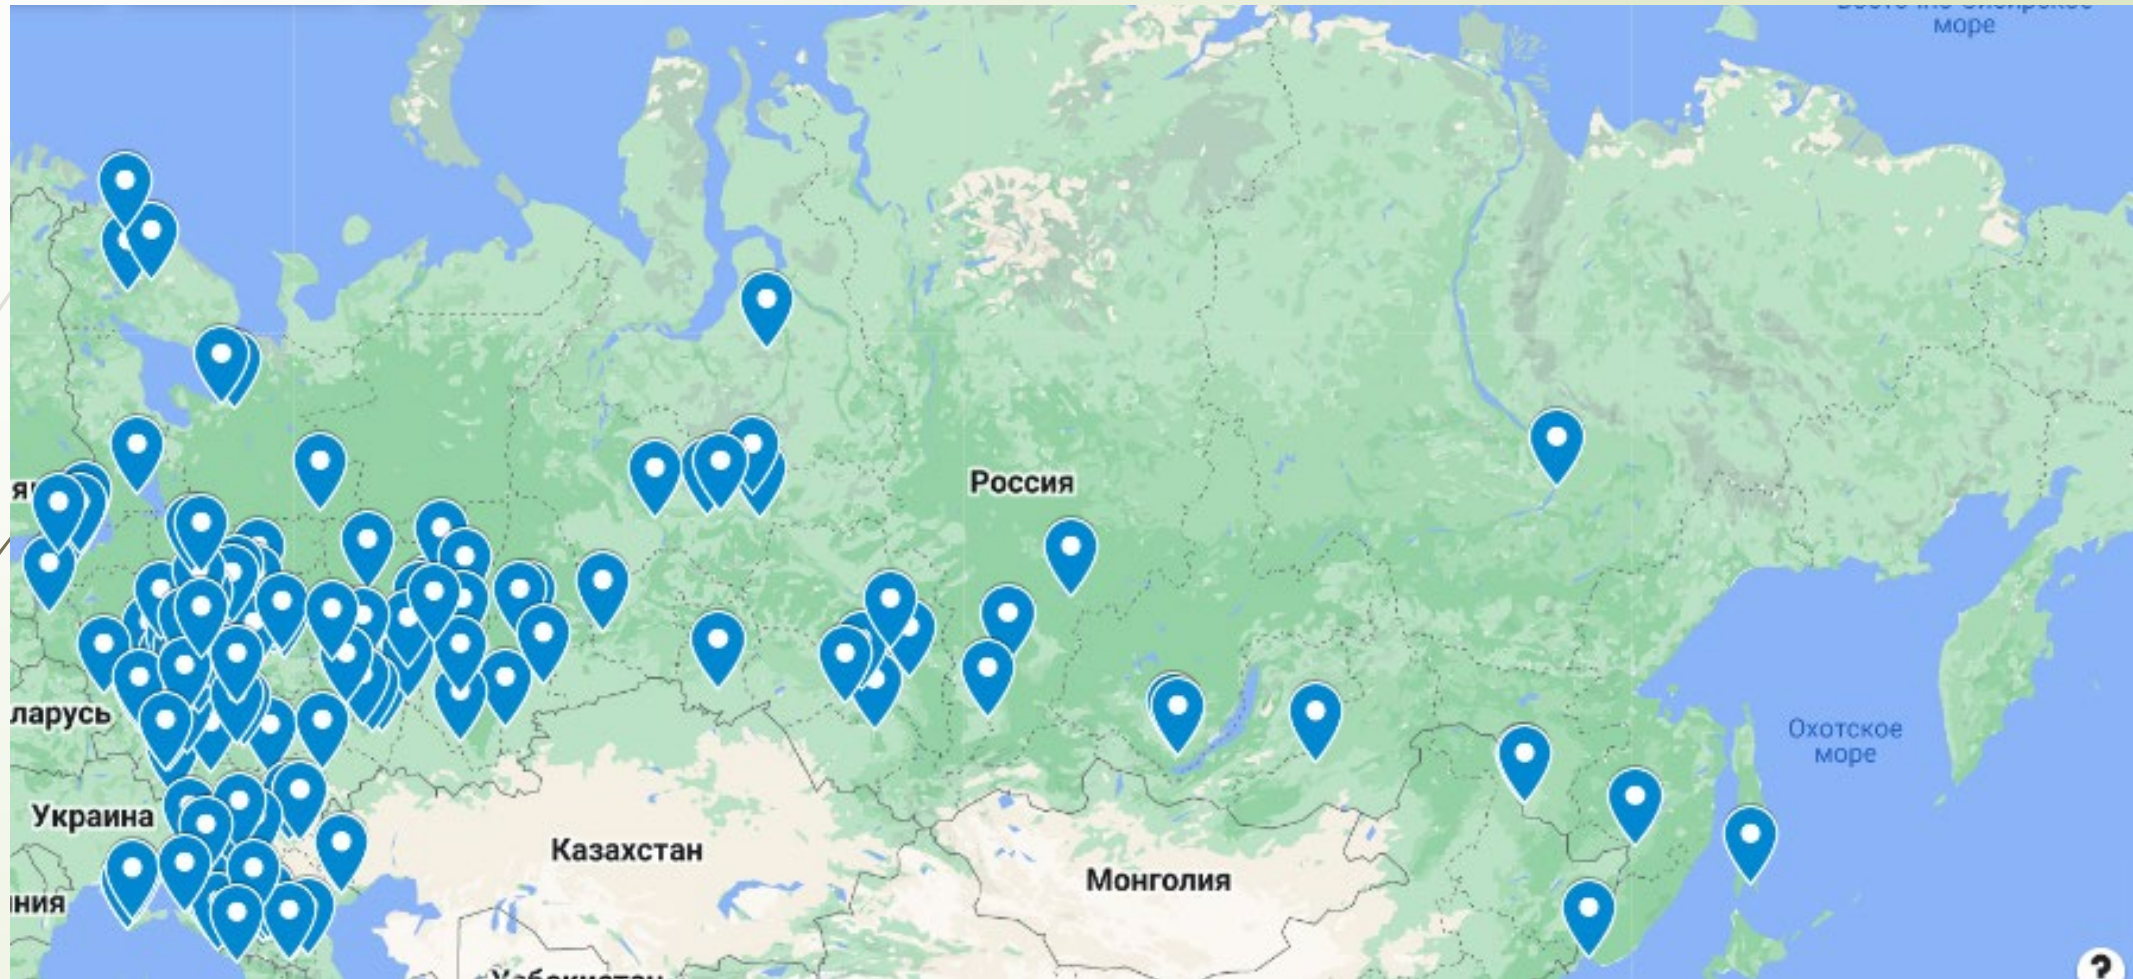 море
Россия
ларусь
Охотское
море
Украина
Казахстан
Монголия
ния
?